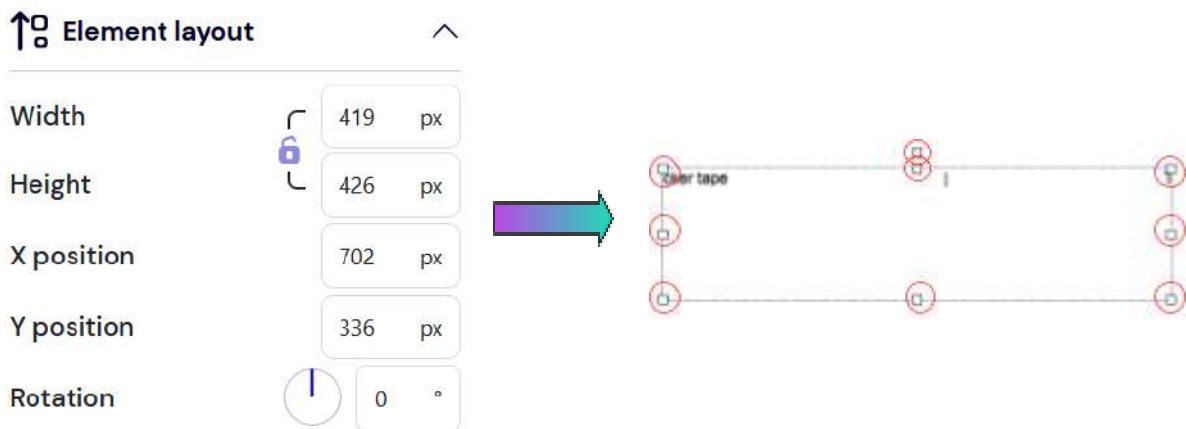 Element layout
Width
419 px
Height
426 px
X position
702 px
Y position
336 px
Rotation
0 °
tape